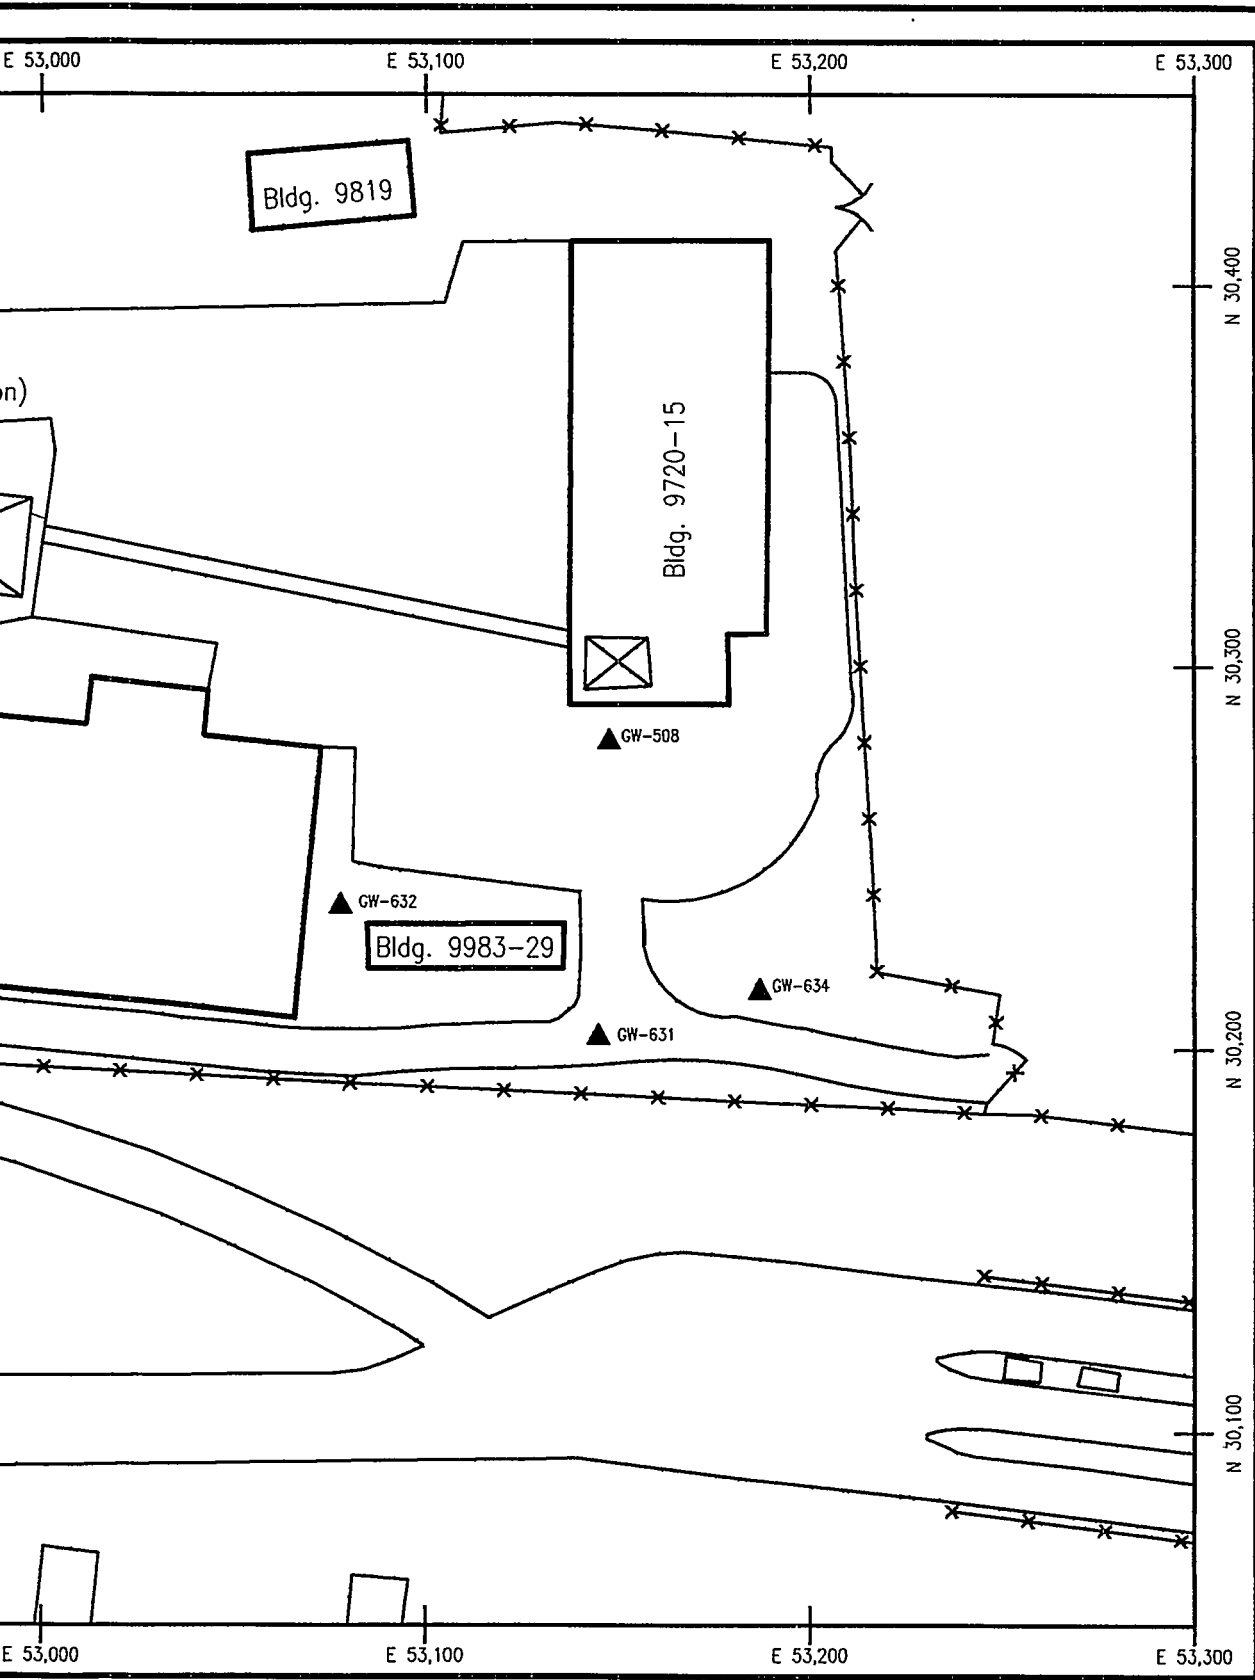 E 53,000
E 53,100
E 53,200
E 53,300
Bldg. 9819
N 30,400
on)
Bldg. 9720-15
N 30,300
GW-508
GW-632
Bldg. 9983-29
GW-634
GW-631
N 30,200
N 30,100
E 53,000
E 53,100
E 53,200
E 53,300